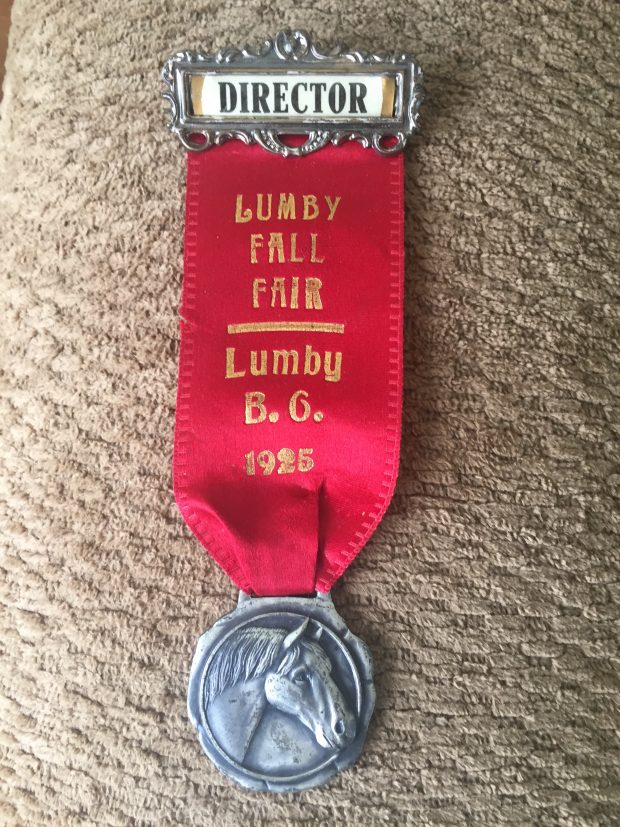 DIRECTOR
LUMBY
FALL
FAIR
Lumby
B. C.
1925